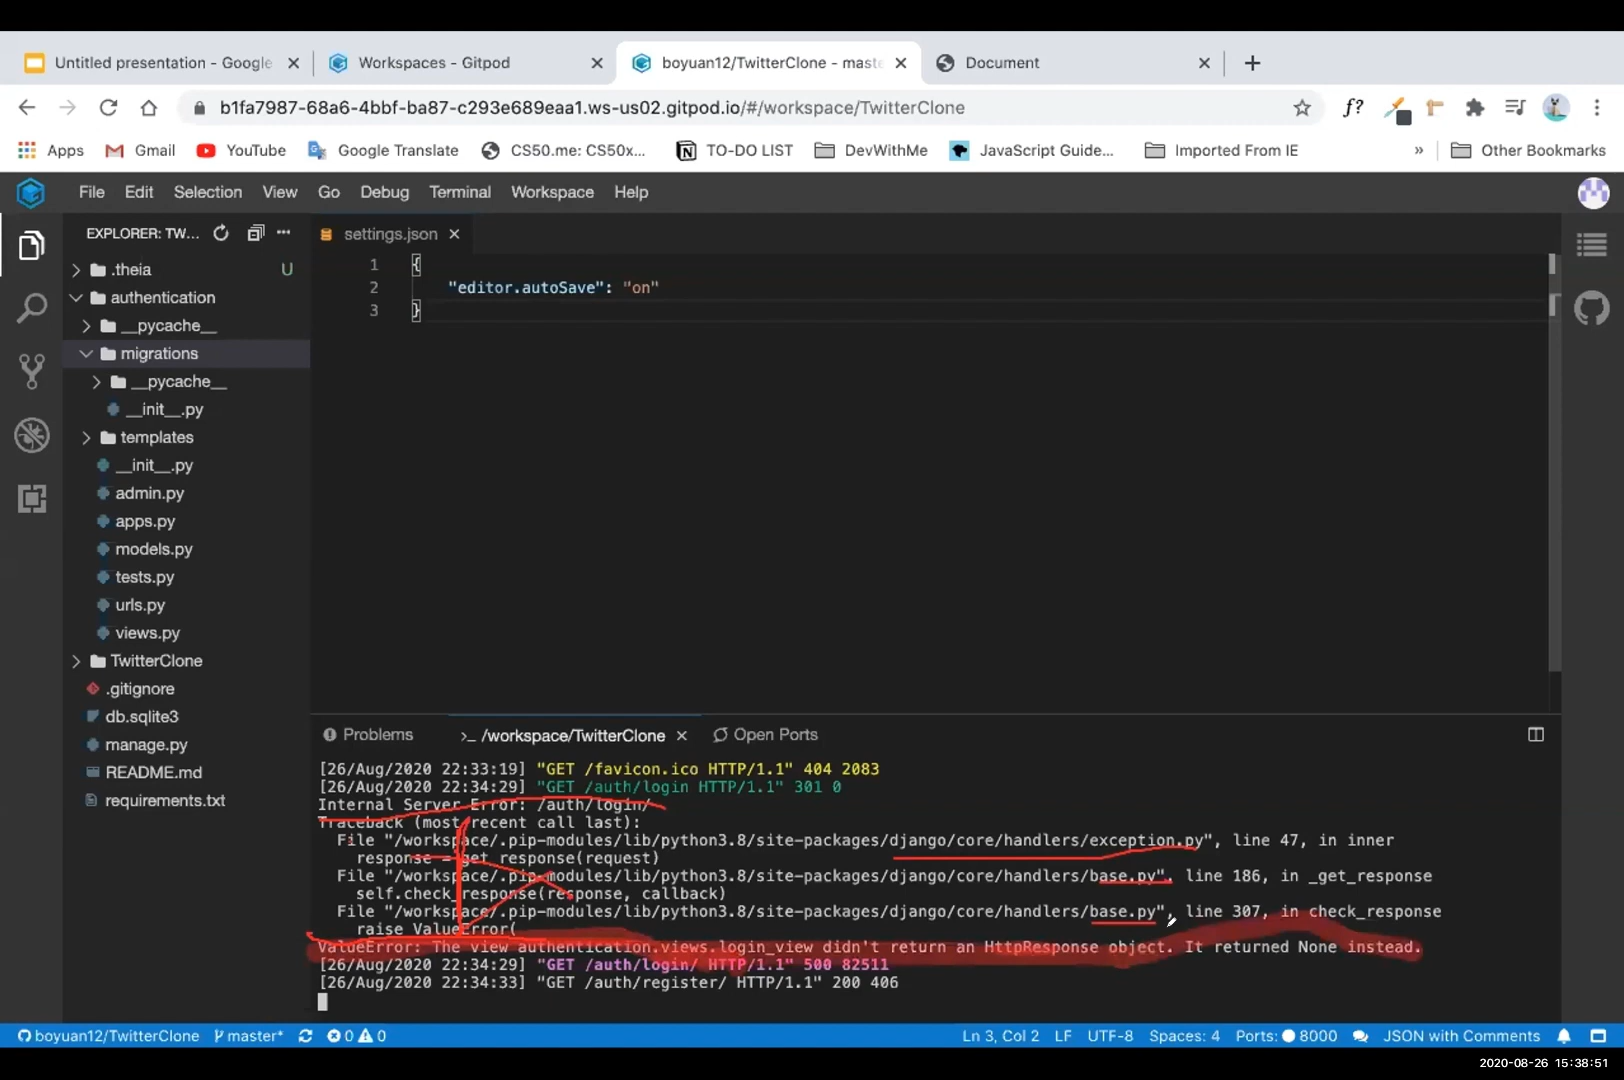 Untitled presentation - Google
Workspaces - Gitpod
boyuan12/TwitterClone - maste
Document
b1fa7987-68a6-4bbf-ba87-c293e689eaa1.ws-us02.gitpod.io/#/workspace/TwitterClone
f?
Apps
Gmail
YouTube
Google Translate
CS50.me: CS50x...
TO-DO LIST
DevWithMe
JavaScript Guide...
Imported From IE
»
Other Bookmarks
File Edit Selection View Go Debug Terminal Workspace Help
EXPLORER: TW...
settings.json
.theia U
authentication
__pycache__
migrations
__pycache__
__init__.py
templates
__init__.py
admin.py
apps.py
models.py
tests.py
urls.py
views.py
TwitterClone
.gitignore
db.sqlite3
manage.py
README.md
requirements.txt
1 {
2 "editor.autoSave": "on"
3 }
Problems
>_ /workspace/TwitterClone
Open Ports
[26/Aug/2020 22:33:19] "GET /favicon.ico HTTP/1.1" 404 2083
[26/Aug/2020 22:34:29] "GET /auth/login HTTP/1.1" 301 0
Internal Server Error: /auth/login/
Traceback (most recent call last):
File "/workspace/.pip-modules/lib/python3.8/site-packages/django/core/handlers/exception.py", line 47, in inner
response = get_response(request)
File "/workspace/.pip-modules/lib/python3.8/site-packages/django/core/handlers/base.py", line 186, in _get_response
self.check_response(response, callback)
File "/workspace/.pip-modules/lib/python3.8/site-packages/django/core/handlers/base.py", line 307, in check_response
raise ValueError(
ValueError: The view authentication.views.login_view didn't return an HttpResponse object. It returned None instead.
[26/Aug/2020 22:34:29] "GET /auth/login/ HTTP/1.1" 500 82511
[26/Aug/2020 22:34:33] "GET /auth/register/ HTTP/1.1" 200 406
boyuan12/TwitterClone master* 0 0
Ln 3, Col 2 LF UTF-8 Spaces: 4 Ports: 8000 JSON with Comments
2020-08-26 15:38:51